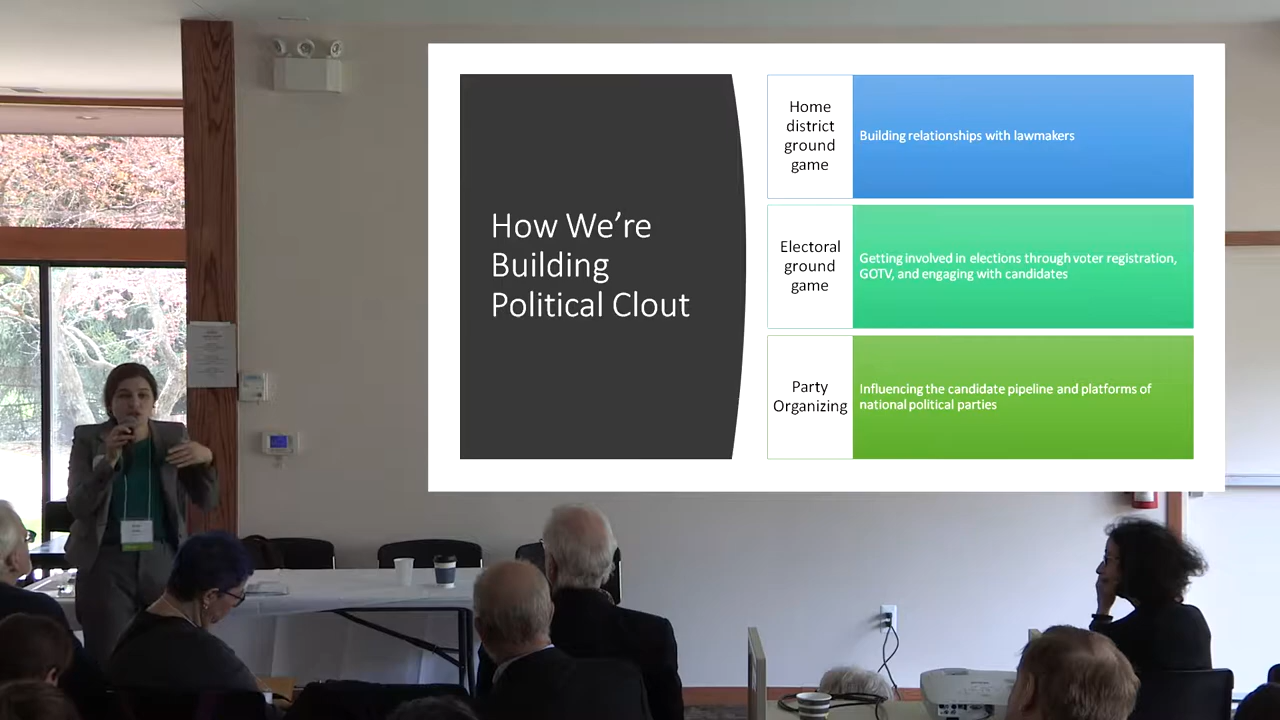 How We're
Building
Political Clout
Home
district
ground
game
Building relationships with lawmakers
Electoral
ground
game
Getting involved in elections through voter registration,
GOTV, and engaging with candidates
Party
Organizing
Influencing the candidate pipeline and platforms of
national political parties